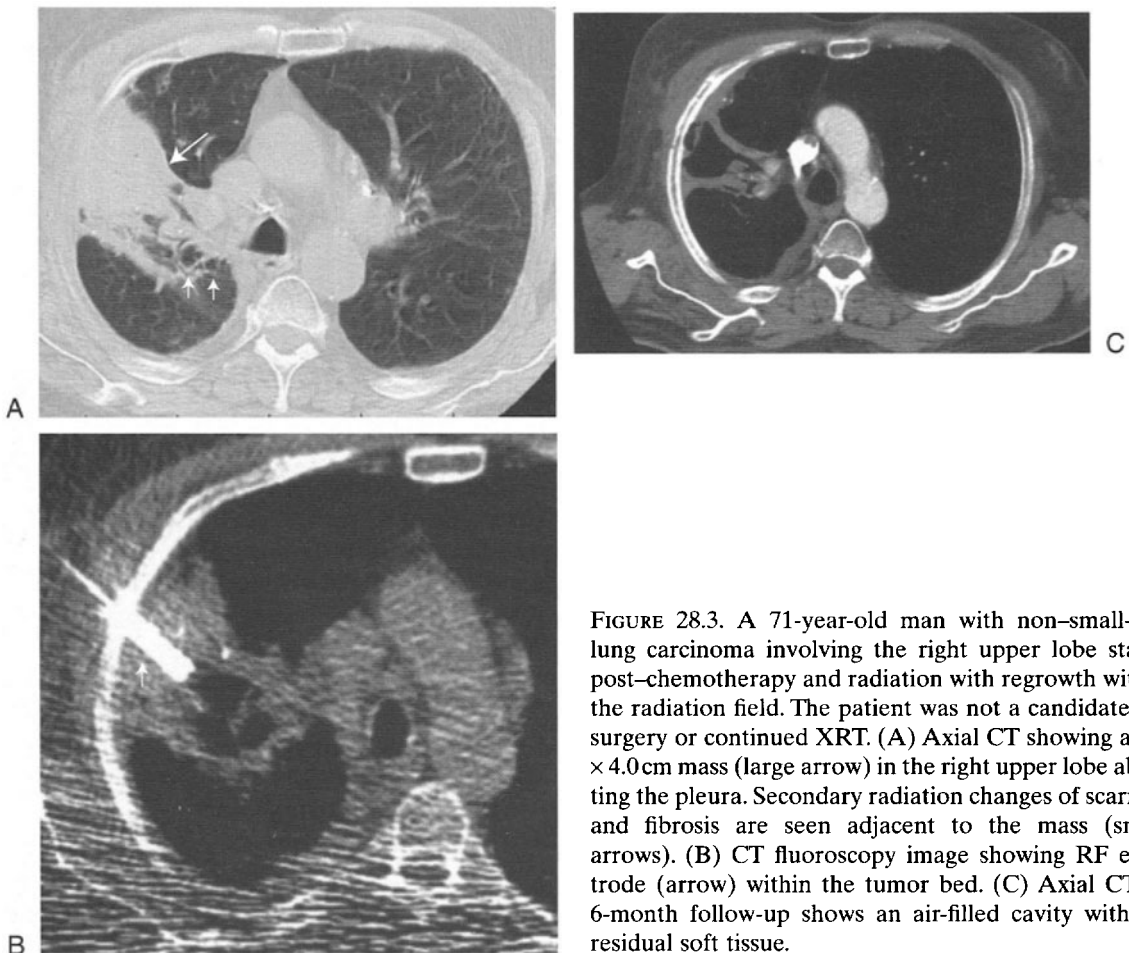 A
C
B
FIGURE 28.3. A 71-year-old man with non–small-
lung carcinoma involving the right upper lobe
post–chemotherapy and radiation with regrowth
the radiation field. The patient was not a candidate
surgery or continued XRT. (A) Axial CT showing
× 4.0 cm mass (large arrow) in the right upper lobe
ting the pleura. Secondary radiation changes of
and fibrosis are seen adjacent to the mass
arrows). (B) CT fluoroscopy image showing RF
trode (arrow) within the tumor bed. (C) Axial CT
6-month follow-up shows an air-filled cavity
residual soft tissue.